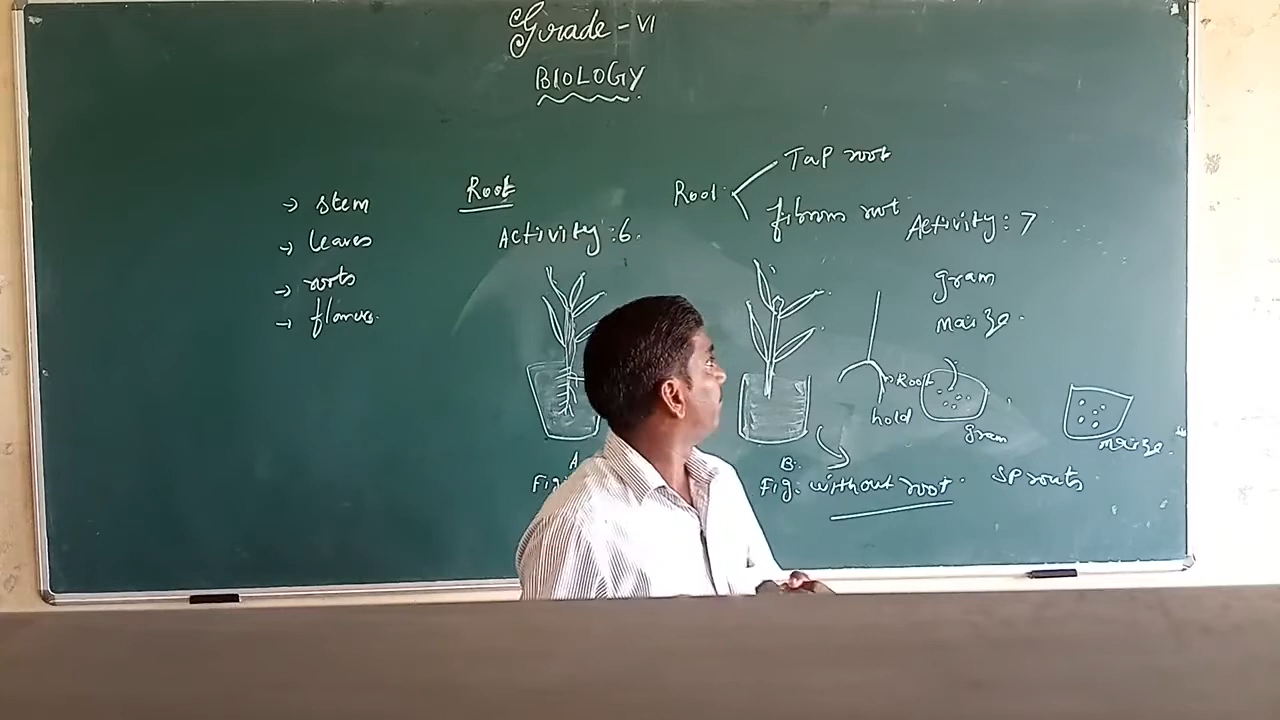 Grade - VI
BIOLOGY
→ stem
→ leaves
→ roots
→ flowers.
Root
Activity : 6.
Root
Tap root
fibrous root
Activity : 7
gram
maize.
Root
hold
gram
maize.
A
B.
Fig:
Fig: without root.
Sprouts